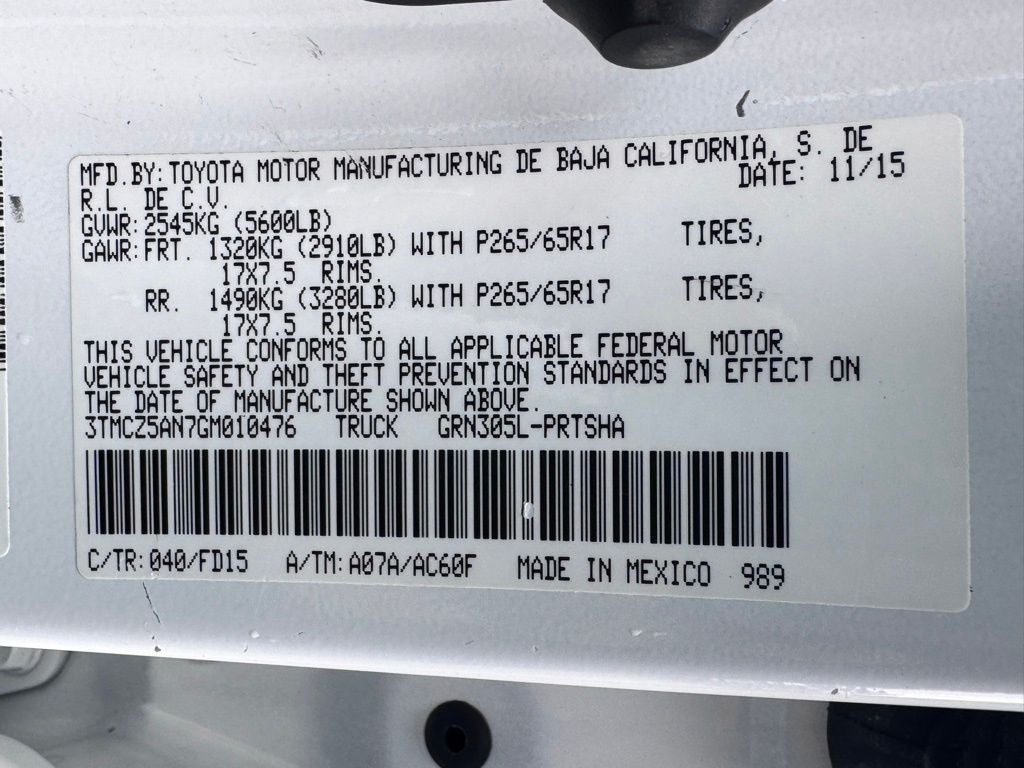 MFD.BY: TOYOTA MOTOR MANUFACTURING DE BAJA CALIFORNIA, S. DE
R.L. DE C.V. DATE: 11/15
GVWR: 2545KG (5600LB)
GAWR: FRT. 1320KG (2910LB) WITH P265/65R17 TIRES,
17X7.5 RIMS.
RR. 1490KG (3280LB) WITH P265/65R17 TIRES,
17X7.5 RIMS.
THIS VEHICLE CONFORMS TO ALL APPLICABLE FEDERAL MOTOR
VEHICLE SAFETY AND THEFT PREVENTION STANDARDS IN EFFECT ON
THE DATE OF MANUFACTURE SHOWN ABOVE.
3TMCZ5AN7GM010476 TRUCK GRN305L-PRTSHA
C/TR: 040/FD15 A/TM: A07A/AC60F MADE IN MEXICO 989